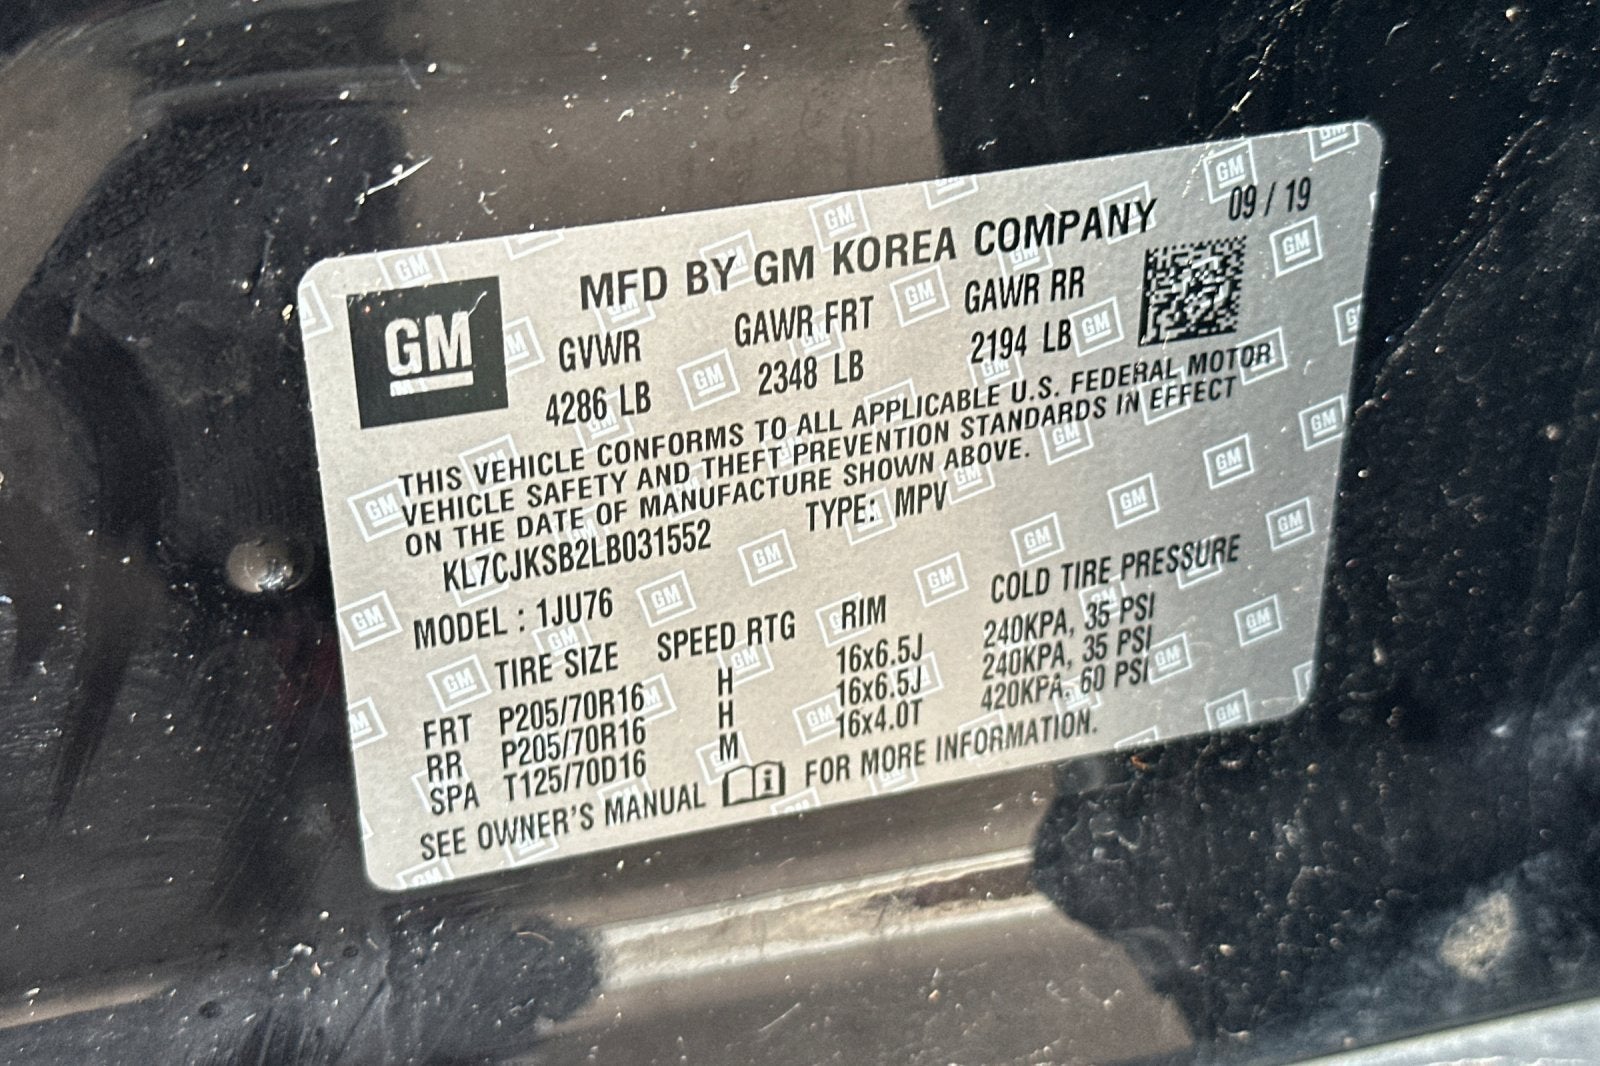 09 / 19
MFD BY GM KOREA COMPANY
GM
GVWR GAWR FRT GAWR RR
4286 LB 2348 LB 2194 LB
THIS VEHICLE CONFORMS TO ALL APPLICABLE U.S. FEDERAL MOTOR
VEHICLE SAFETY AND THEFT PREVENTION STANDARDS IN EFFECT
ON THE DATE OF MANUFACTURE SHOWN ABOVE.
KL7CJKSB2LB031552 TYPE: MPV
MODEL : 1JU76
TIRE SIZE SPEED RTG RIM COLD TIRE PRESSURE
FRT P205/70R16 H 16x6.5J 240KPA, 35 PSI
RR P205/70R16 H 16x6.5J 240KPA, 35 PSI
SPA T125/70D16 M 16x4.0T 420KPA, 60 PSI
SEE OWNER'S MANUAL i FOR MORE INFORMATION.